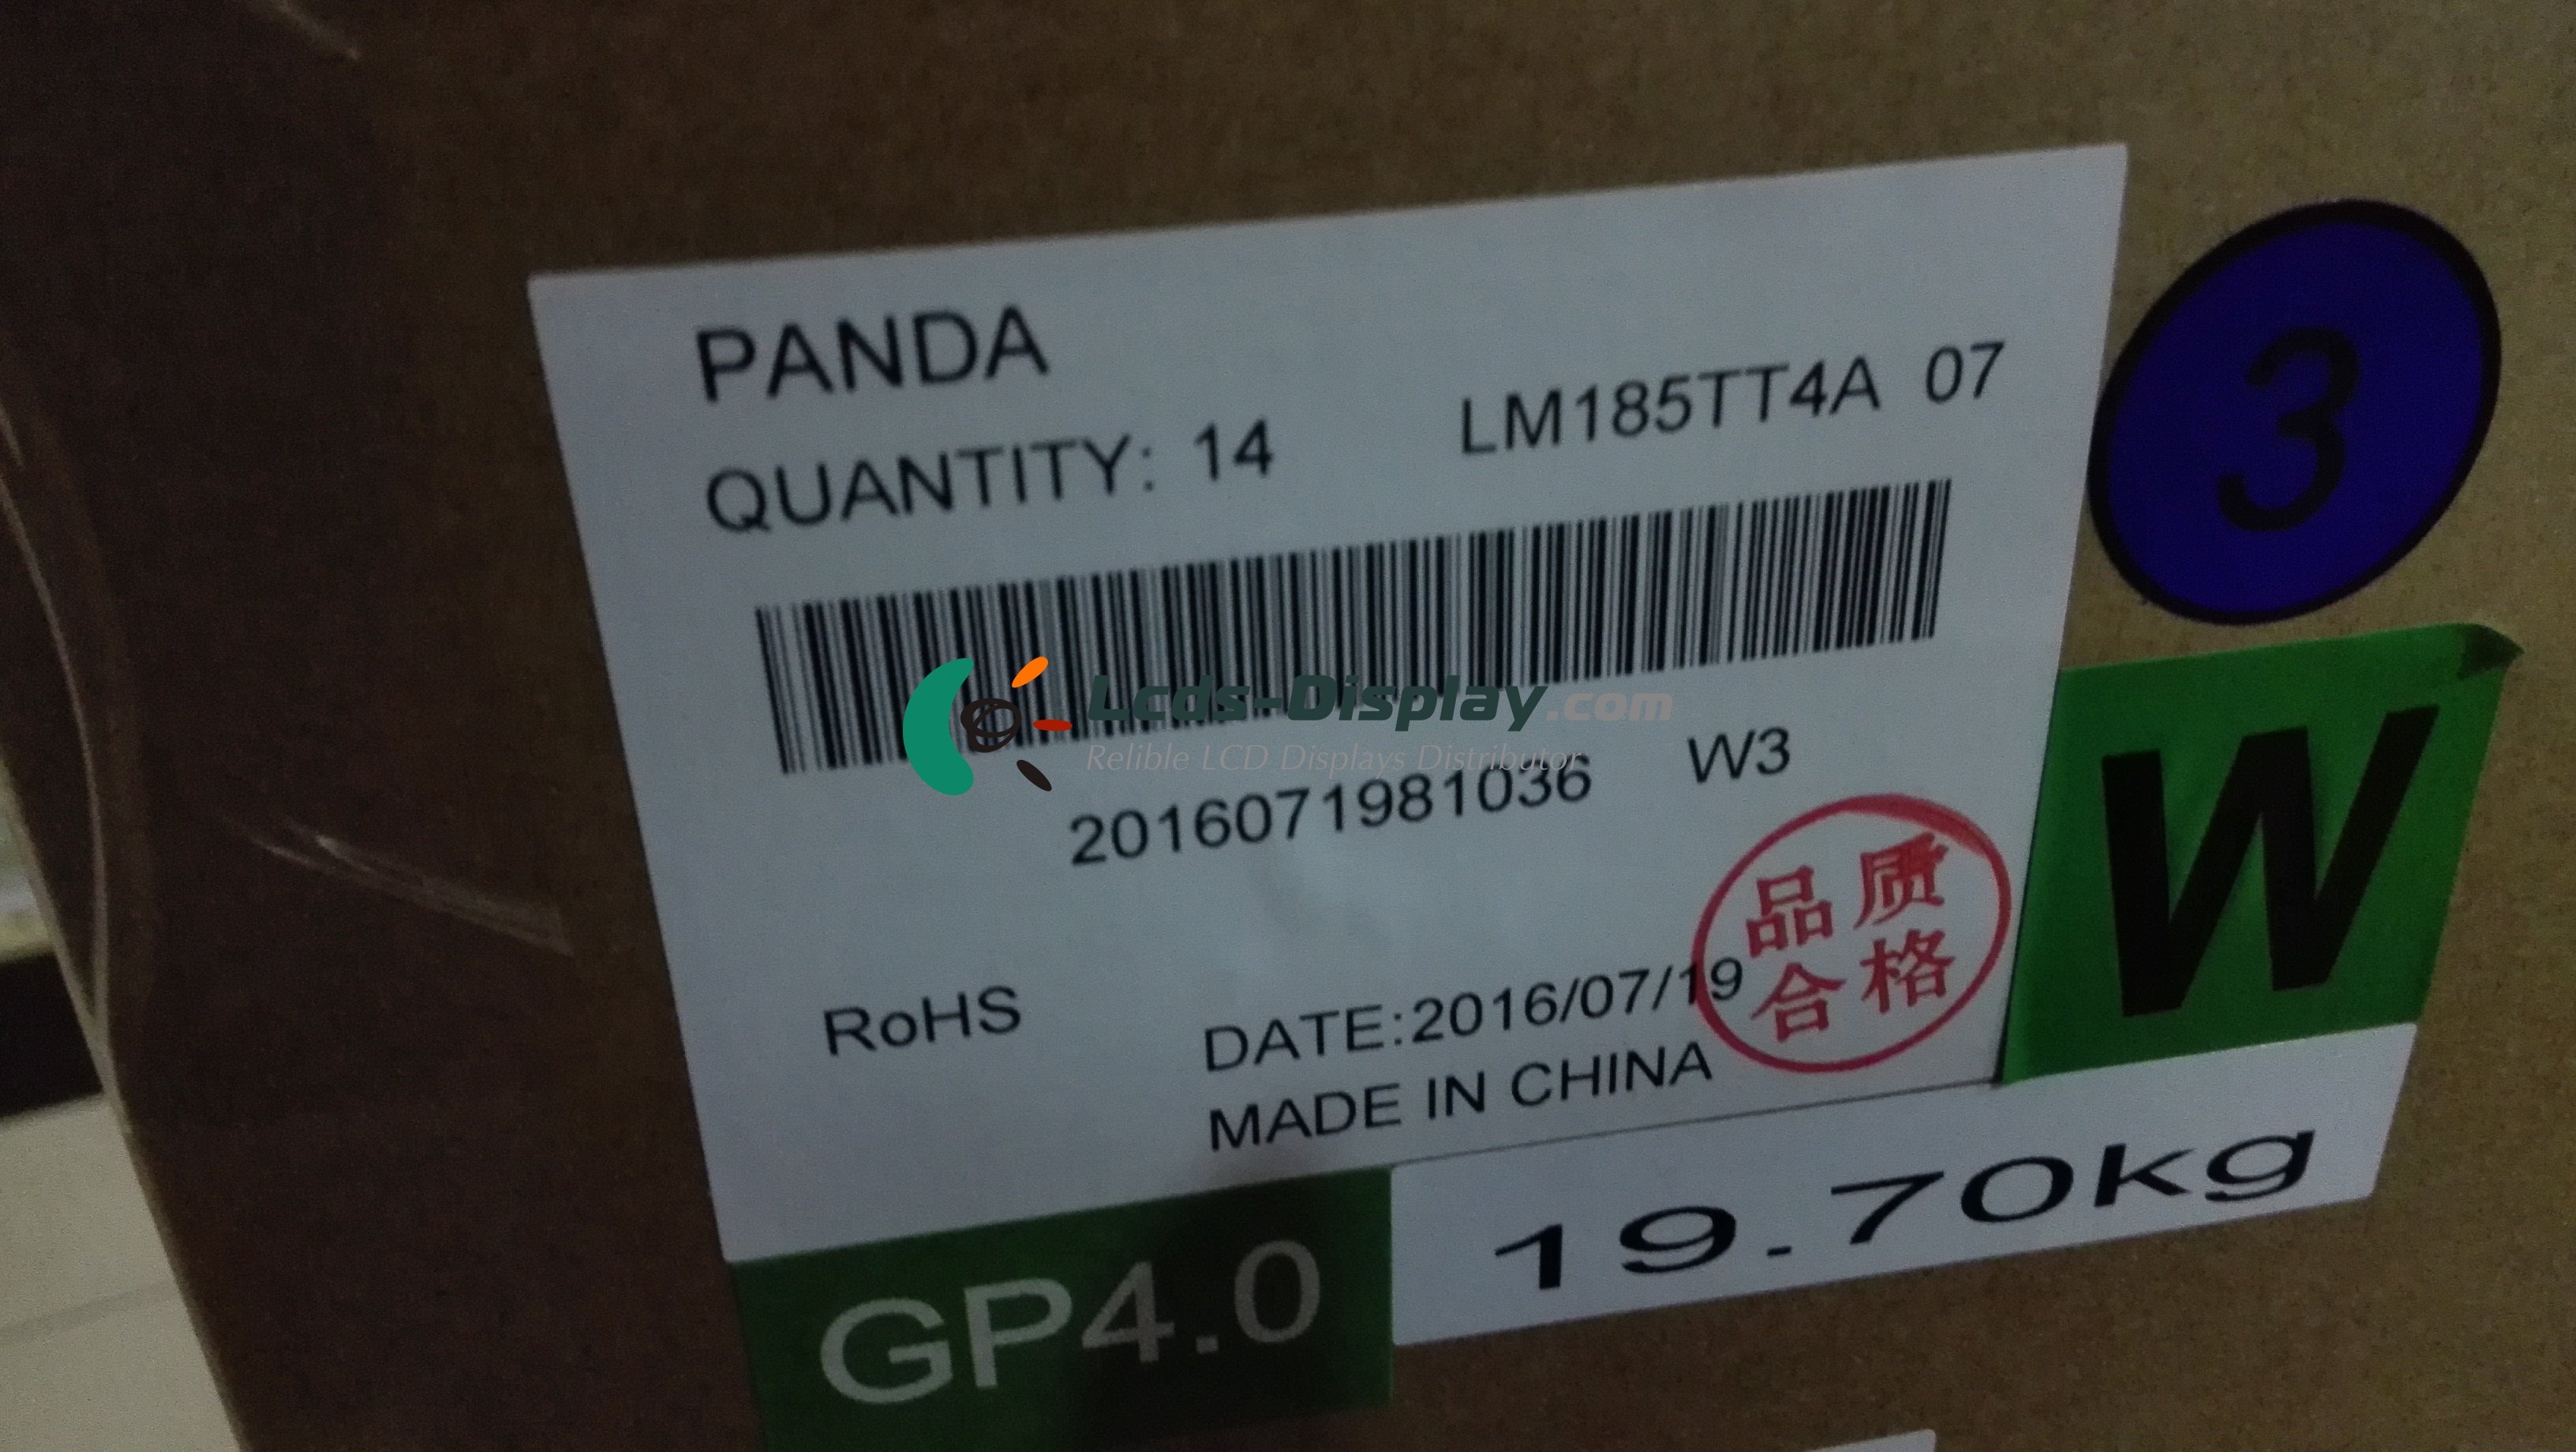 PANDA
QUANTITY: 14 LM185TT4A 07
3
Lcds-Display.com
Relible LCD Displays Distributor
2016071981036 W3
W
品质
合格
RoHS
DATE:2016/07/19
MADE IN CHINA
GP4.0
19.70kg